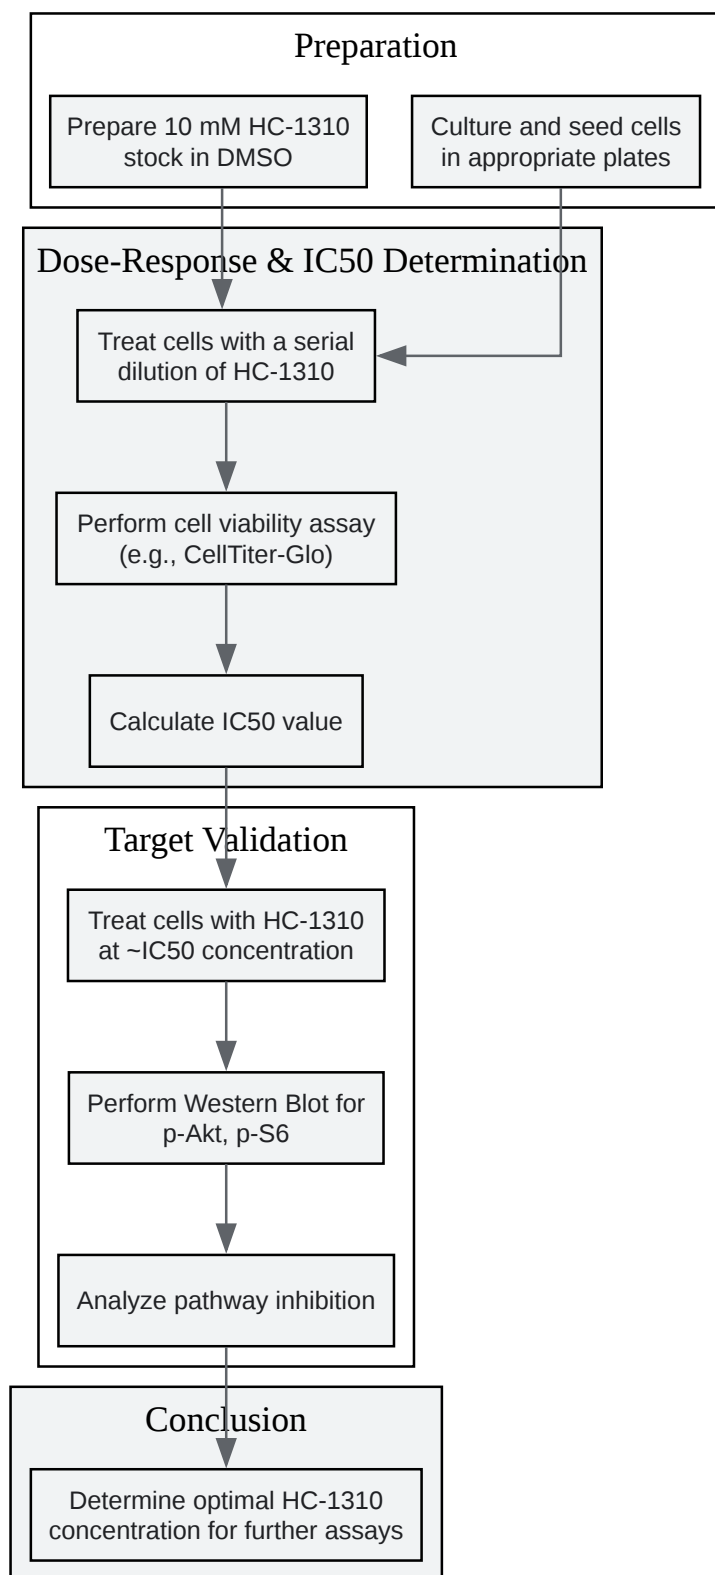 Preparation
Prepare 10 mM HC-1310
stock in DMSO
Culture and seed cells
in appropriate plates
Dose-Response & IC50 Determination
Treat cells with a serial
dilution of HC-1310
Perform cell viability assay
(e.g., CellTiter-Glo)
Calculate IC50 value
Target Validation
Treat cells with HC-1310
at ~IC50 concentration
Perform Western Blot for
p-Akt, p-S6
Analyze pathway inhibition
Conclusion
Determine optimal HC-1310
concentration for further assays